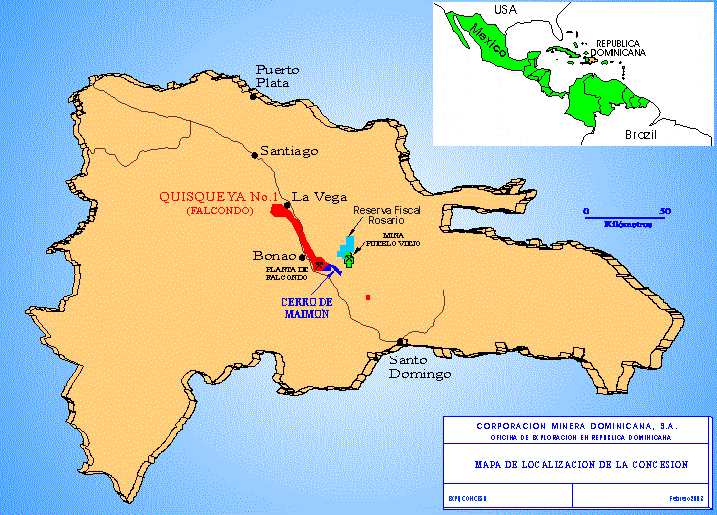 USA
Mexico
REPUBLICA
DOMINICANA
Brazil
Puerto
Plata
Santiago
QUISQUEYA No.1
(FALCONDO)
La Vega
Reserva Fiscal
Rosario
MINA
PUEBLO VIEJO
0 50
Kilómetros
Bonao
PLANTA DE
FALCONDO
CERRO DE
MAIMON
Santo
Domingo
CORPORACION MINERA DOMINICANA, S.A.
OFICINA DE EXPLORACION EN REPUBLICA DOMINICANA
MAPA DE LOCALIZACION DE LA CONCESION